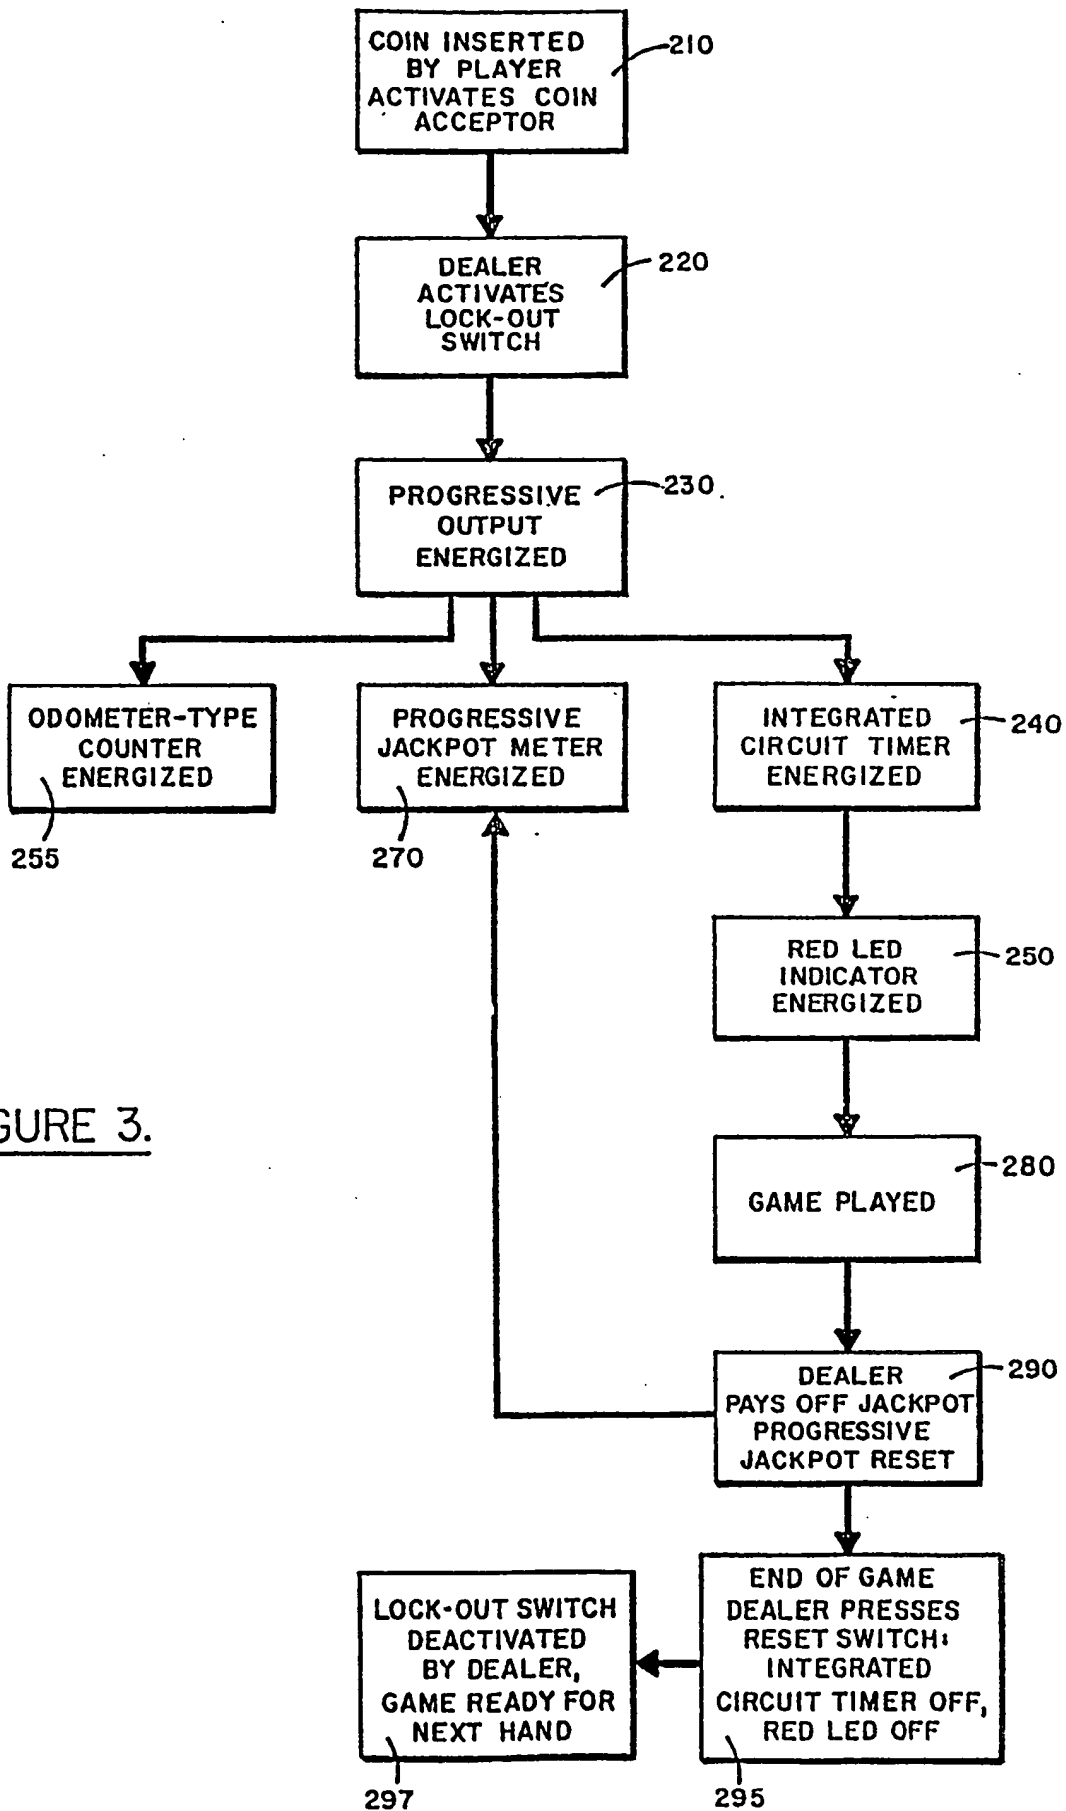 COIN INSERTED
BY PLAYER
ACTIVATES COIN
ACCEPTOR
210
DEALER
ACTIVATES
LOCK-OUT
SWITCH
220
PROGRESSIVE
OUTPUT
ENERGIZED
230
ODOMETER-TYPE
COUNTER
ENERGIZED
255
PROGRESSIVE
JACKPOT METER
ENERGIZED
270
INTEGRATED
CIRCUIT TIMER
ENERGIZED
240
RED LED
INDICATOR
ENERGIZED
250
GURE 3.
GAME PLAYED
280
DEALER
PAYS OFF JACKPOT
PROGRESSIVE
JACKPOT RESET
290
END OF GAME
DEALER PRESSES
RESET SWITCH:
INTEGRATED
CIRCUIT TIMER OFF,
RED LED OFF
295
LOCK-OUT SWITCH
DEACTIVATED
BY DEALER,
GAME READY FOR
NEXT HAND
297